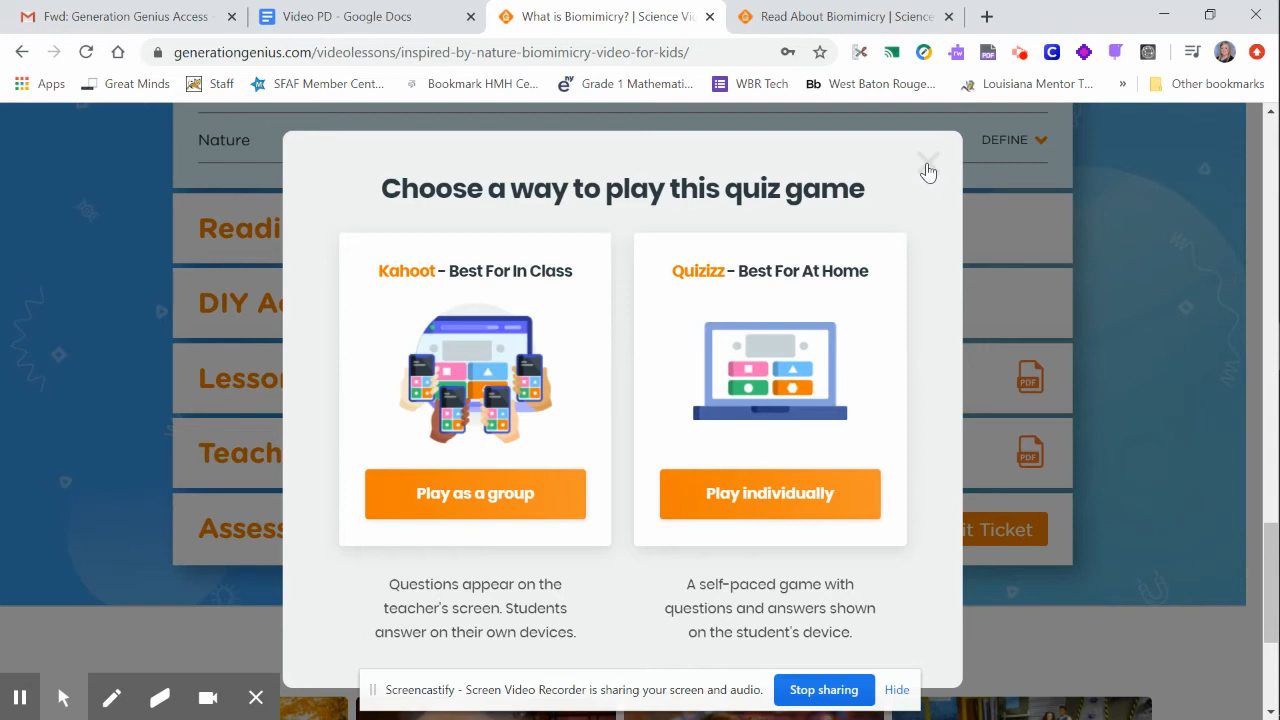 Fwd: Generation Genius Access
Video PD - Google Docs
What is Biomimicry? | Science Vi
Read About Biomimicry | Science
generationgenius.com/videolessons/inspired-by-nature-biomimicry-video-for-kids/
Apps
Great Minds
Staff
SFAF Member Cent...
Bookmark HMH Ce...
Grade 1 Mathemati...
WBR Tech
Bb West Baton Rouge...
Louisiana Mentor T...
»
Other bookmarks
Nature
DEFINE
Choose a way to play this quiz game
Readi
DIY A
Lesso
Teach
Assess
it Ticket
PDF
PDF
Kahoot - Best For In Class
Play as a group
Questions appear on the
teacher's screen. Students
answer on their own devices.
Quizizz - Best For At Home
Play individually
A self-paced game with
questions and answers shown
on the student's device.
Screencastify - Screen Video Recorder is sharing your screen and audio.
Stop sharing
Hide